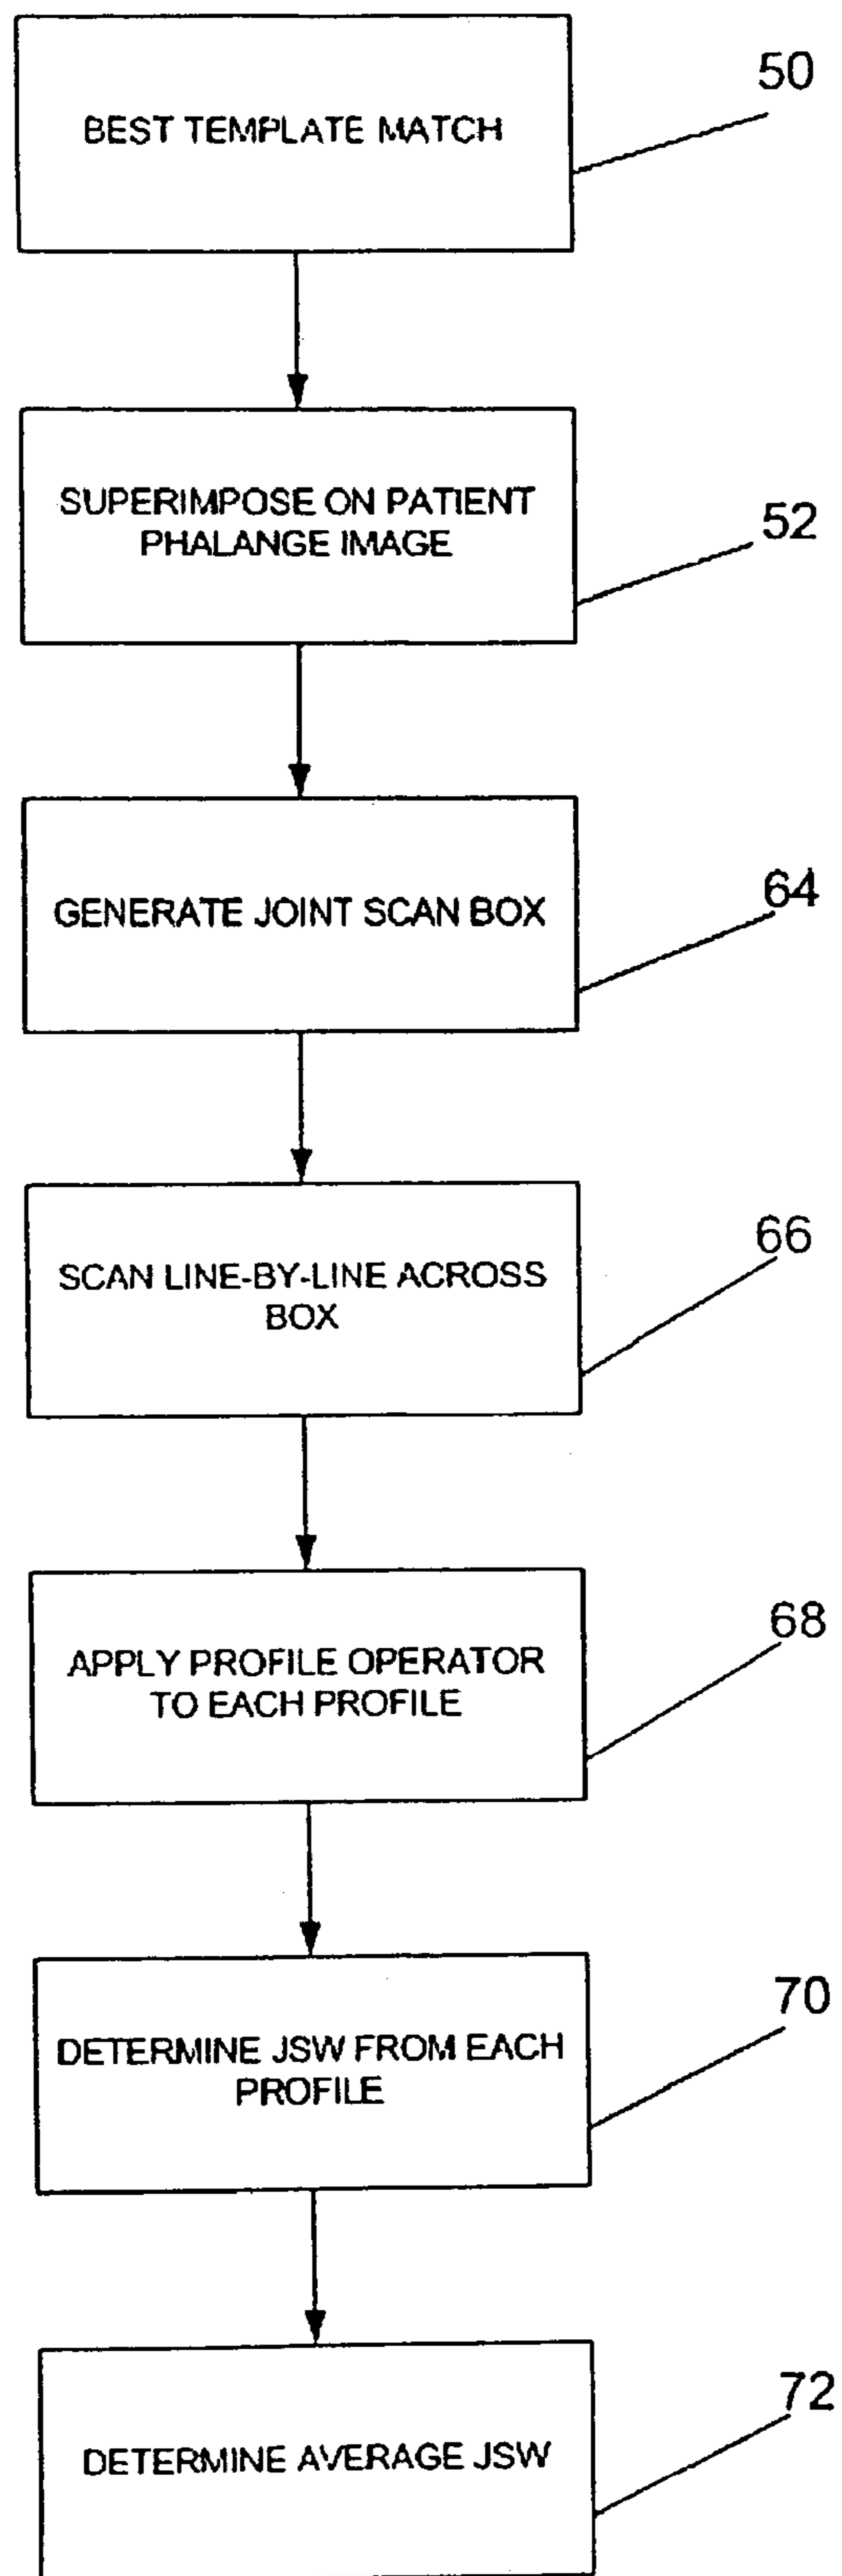 BEST TEMPLATE MATCH
50
SUPERIMPOSE ON PATIENT
PHALANGE IMAGE
52
GENERATE JOINT SCAN BOX
64
SCAN LINE-BY-LINE ACROSS
BOX
66
APPLY PROFILE OPERATOR
TO EACH PROFILE
68
DETERMINE JSW FROM EACH
PROFILE
70
DETERMINE AVERAGE JSW
72